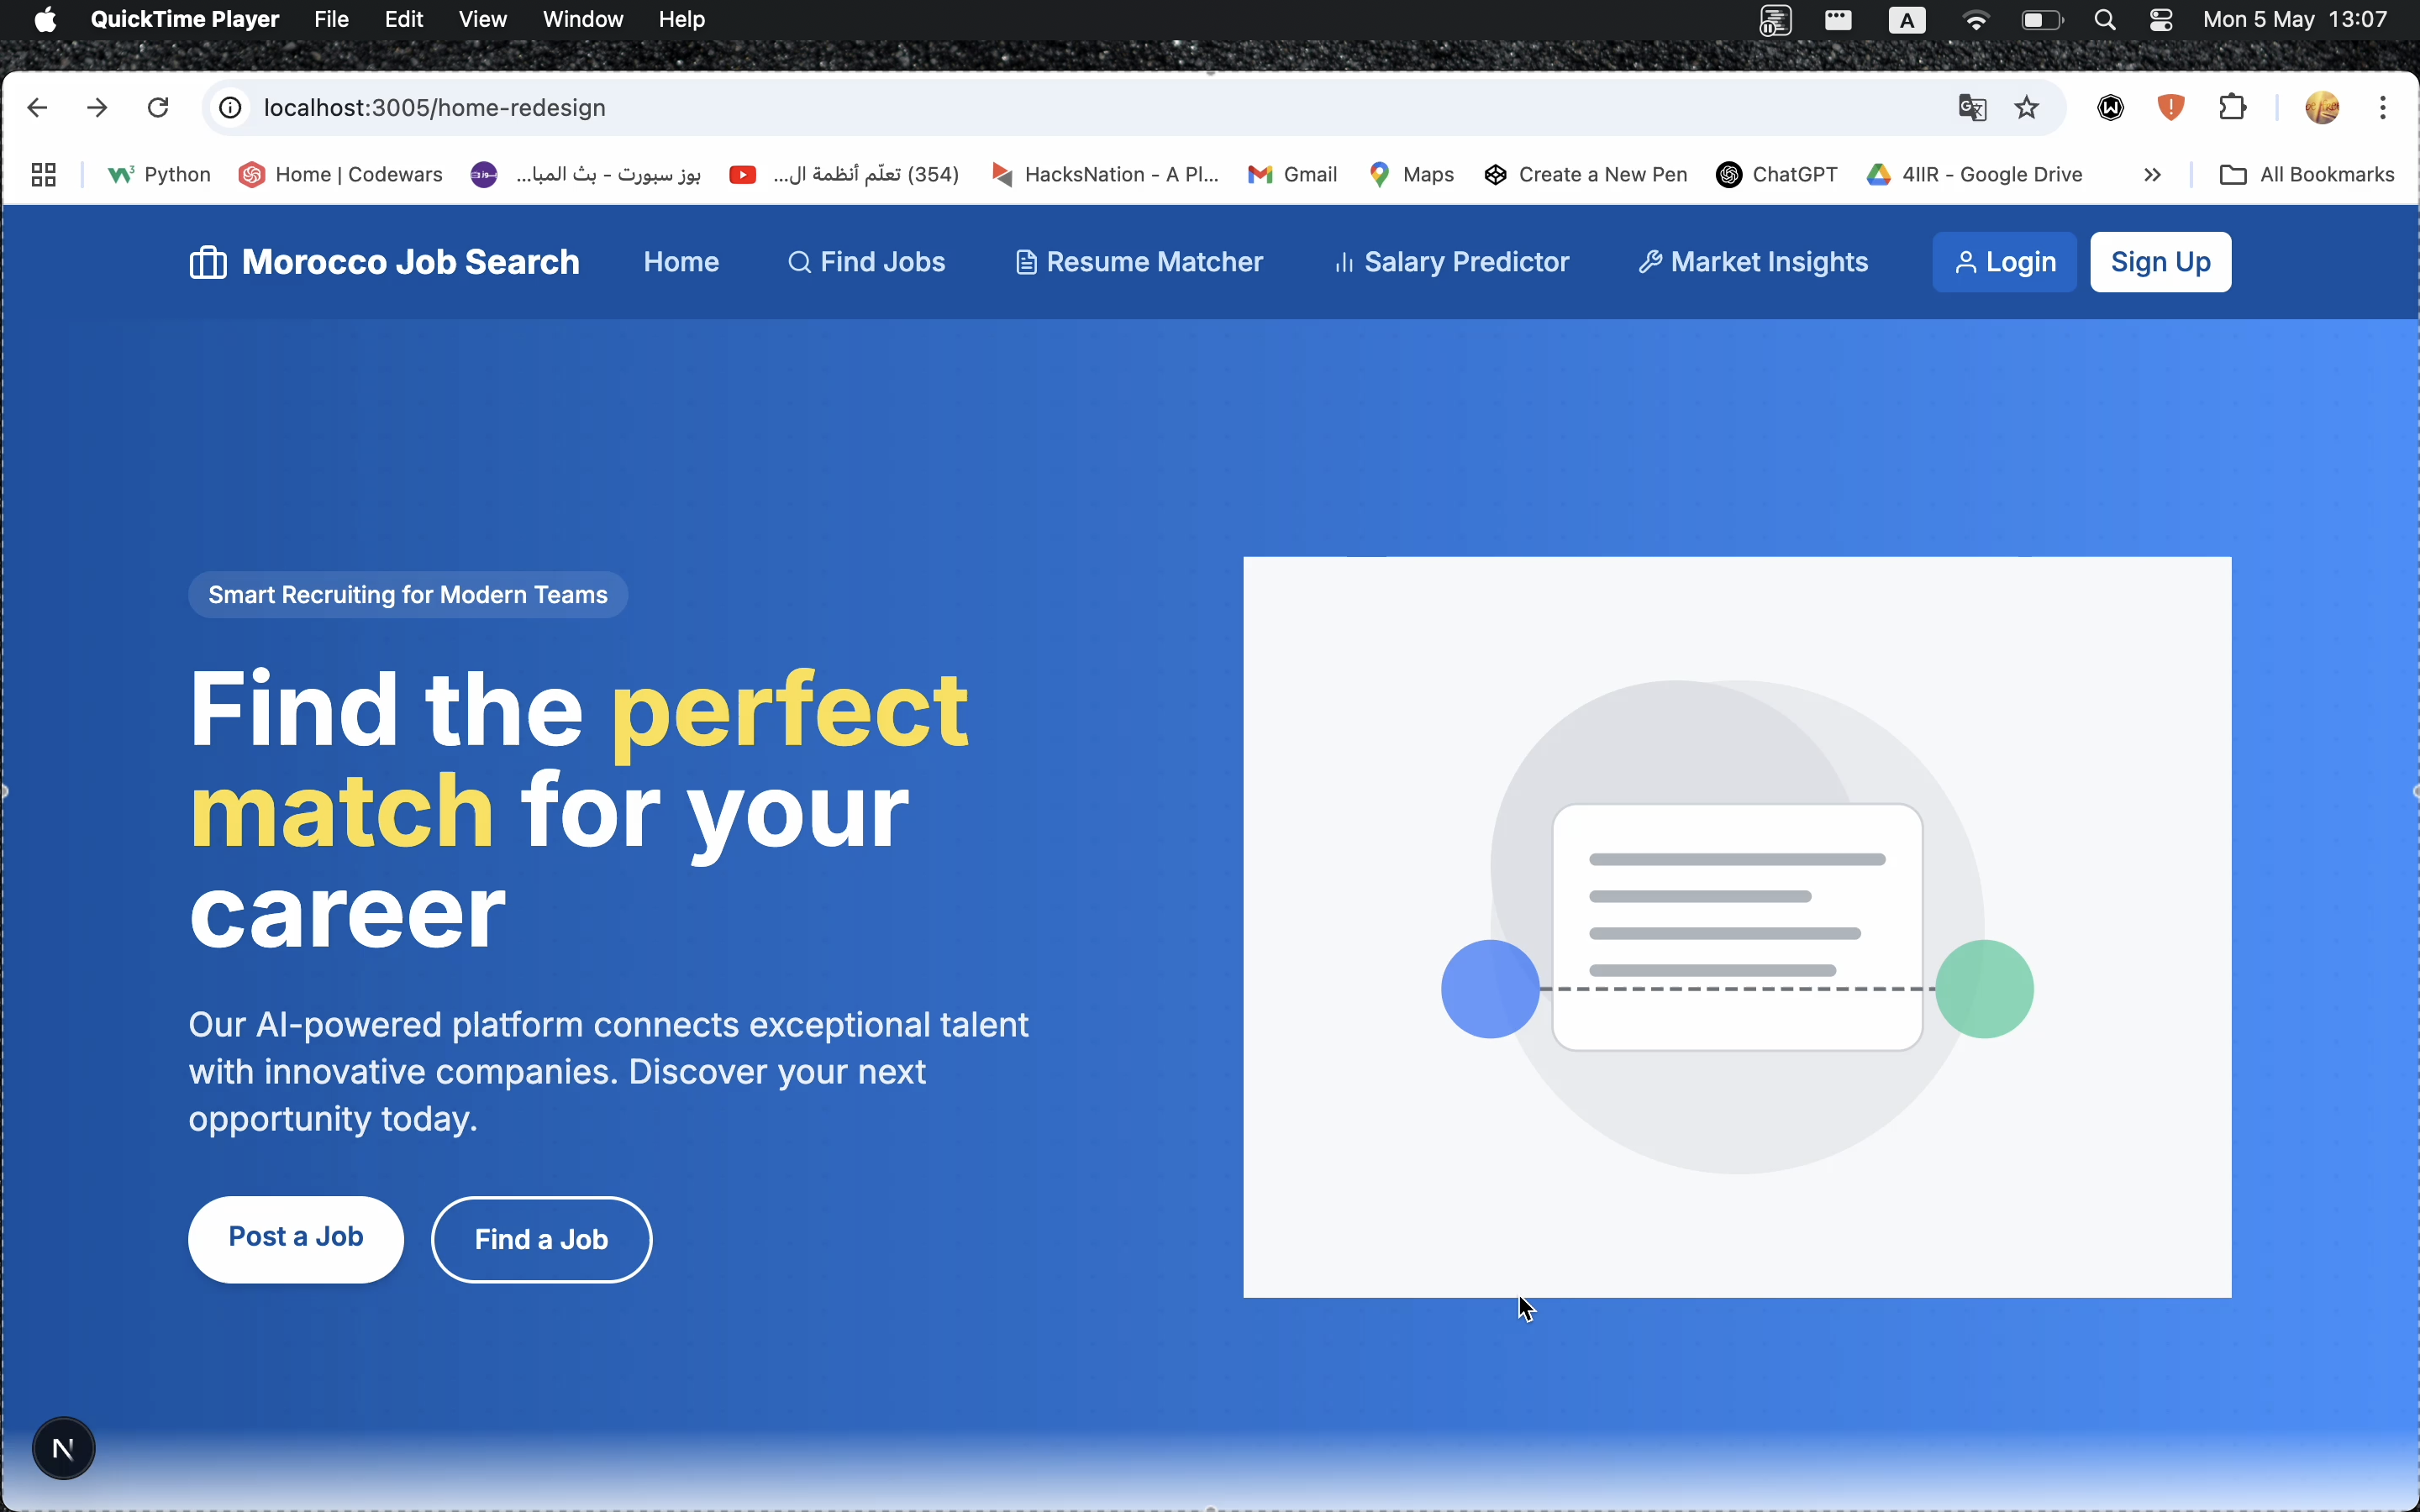 QuickTime Player File Edit View Window Help A Mon 5 May 13:07
localhost:3005/home-redesign
Python Home | Codewars بوز سبورت - بث المبا... (354) تعلّم أنظمة ال... HacksNation - A Pl... Gmail Maps Create a New Pen ChatGPT 4IIR - Google Drive All Bookmarks
Morocco Job Search Home Find Jobs Resume Matcher Salary Predictor Market Insights Login Sign Up
Smart Recruiting for Modern Teams
Find the perfect
match for your
career
Our AI-powered platform connects exceptional talent
with innovative companies. Discover your next
opportunity today.
Post a Job Find a Job
N